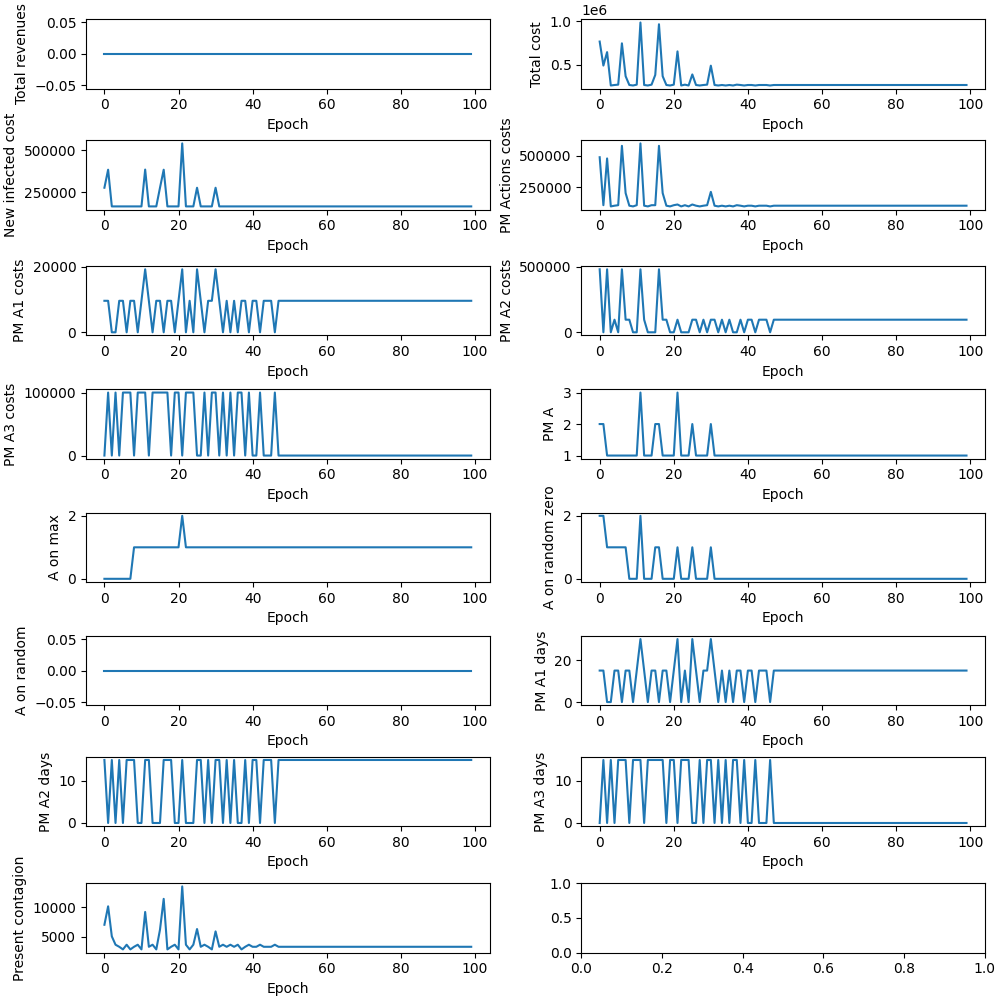 Total revenues
0.05
0.00
−0.05
0 20 40 60 80 100
Epoch
Total cost
1e6
1.0
0.5
0 20 40 60 80 100
Epoch
New infected cost
500000
250000
0 20 40 60 80 100
Epoch
PM Actions costs
500000
250000
0 20 40 60 80 100
Epoch
PM A1 costs
20000
0
0 20 40 60 80 100
Epoch
PM A2 costs
500000
0
0 20 40 60 80 100
Epoch
PM A3 costs
100000
0
0 20 40 60 80 100
Epoch
PM A
3
2
1
0 20 40 60 80 100
Epoch
A on max
2
0
0 20 40 60 80 100
Epoch
A on random zero
2
0
0 20 40 60 80 100
Epoch
A on random
0.05
0.00
−0.05
0 20 40 60 80 100
Epoch
PM A1 days
20
0
0 20 40 60 80 100
Epoch
PM A2 days
10
0
0 20 40 60 80 100
Epoch
PM A3 days
10
0
0 20 40 60 80 100
Epoch
Present contagion
10000
5000
0 20 40 60 80 100
Epoch
1.0
0.5
0.0
0.0 0.2 0.4 0.6 0.8 1.0